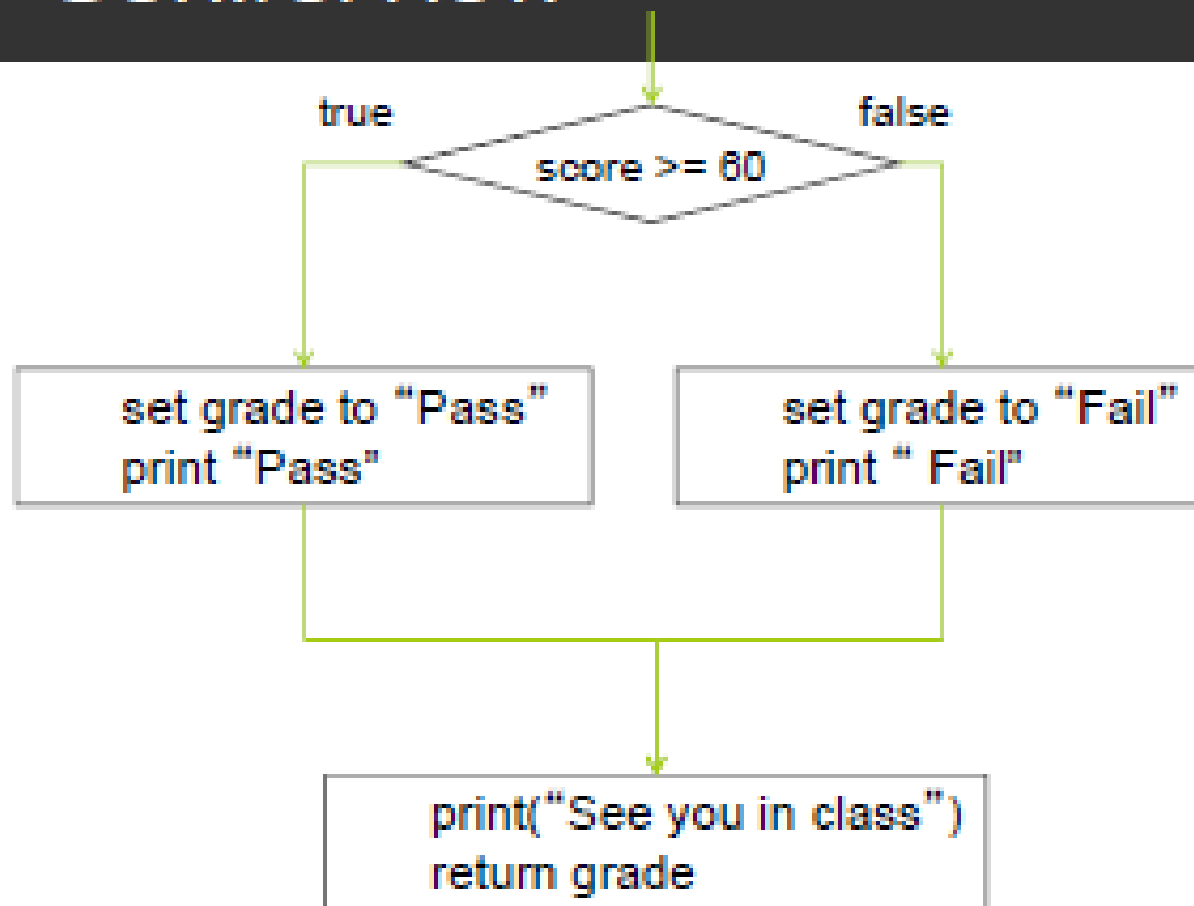 true
false
score >= 60
set grade to “Pass”
print “Pass”
set grade to “Fail”
print “ Fail”
print(“See you in class”)
return grade